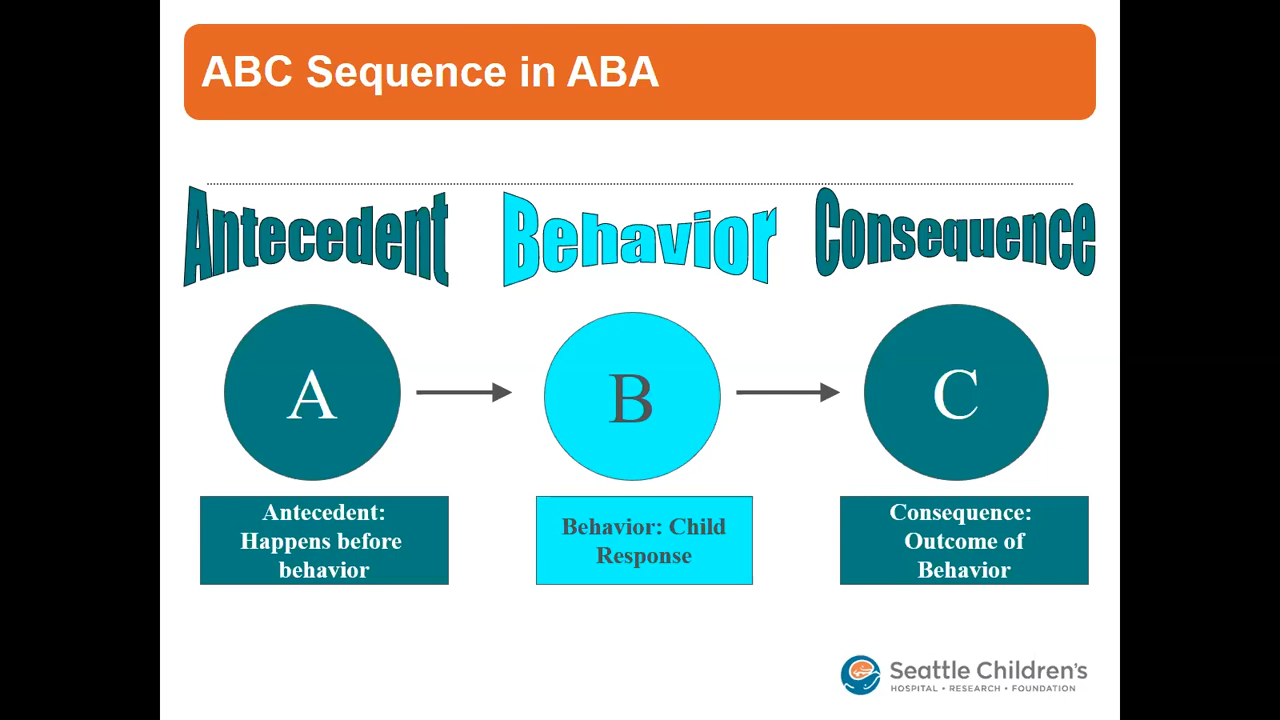 ABC Sequence in ABA
Antecedent
Behavior
Consequence
A
B
C
Antecedent:
Happens before
behavior
Behavior: Child
Response
Consequence:
Outcome of
Behavior
Seattle Children's
HOSPITAL • RESEARCH • FOUNDATION